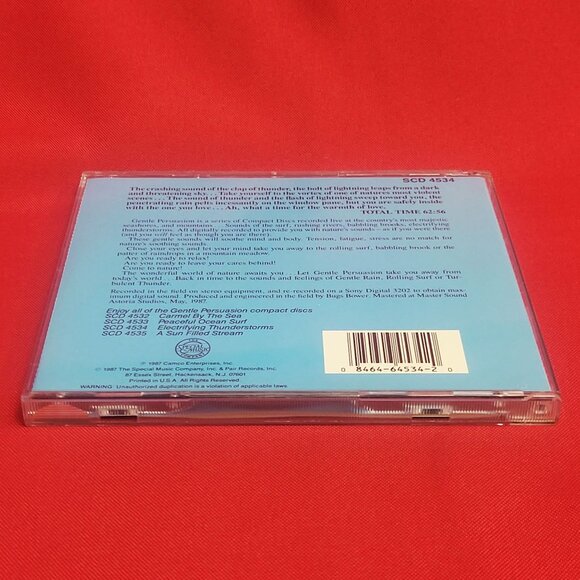 SCD 4534
The crashing sound of the clap of thunder, the bolt of lightning leaps from a dark
and threatening sky. . . Take yourself to the vortex of one of natures most violent
scenes . . . The sound of thunder and the flash of lightning sweep toward you, the
penetrating rain pelts incessantly on the window pane, but you are safely inside
with the one you love. . . Ah, what a time for the warmth of love.
TOTAL TIME 62:56
Gentle Persuasion is a series of Compact Discs recorded live at the country's most majestic,
seashores, and mountains. Sounds of the surf, rushing rivers, babbling brooks, electrifying
thunderstorms. All digitally recorded to provide you with nature's sounds – as if you were there
(and you will feel as though you are there).
These gentle sounds will soothe mind and body. Tension, fatigue, stress are no match for
nature's soothing sounds.
Close your eyes and let your mind take you away to the rolling surf, babbling brook or the
patter of raindrops in a mountain meadow.
Are you ready to relax?
Are you ready to leave your cares behind!
Come to nature!
The wonderful world of nature awaits you . . Let Gentle Persuasion take you away from
today's world. . . Back in time to the sounds and feelings of Gentle Rain, Rolling Surf or Tur-
bulent Thunder.
Recorded in the field on stereo equipment, and re-recorded on a Sony Digital 3202 to obtain max-
imum digital sound. Produced and engineered in the field by Bugs Bower. Mastered at Master Sound
Astoria Studios, May, 1987.
Enjoy all of the Gentle Persuasion compact discs
SCD 4532 Carmel By The Sea
SCD 4533 Peaceful Ocean Surf
SCD 4534 Electrifying Thunderstorms
SCD 4535 A Sun Filled Stream
THE SPECIAL MUSIC COMPANY
℗ 1987 Camco Enterprises, Inc.
© 1987 The Special Music Company, Inc. & Pair Records, Inc.
87 Essex Street, Hackensack, N.J. 07601
Printed in U.S.A. All Rights Reserved.
WARNING: Unauthorized duplication is a violation of applicable laws.
0 8464-64534-2 0